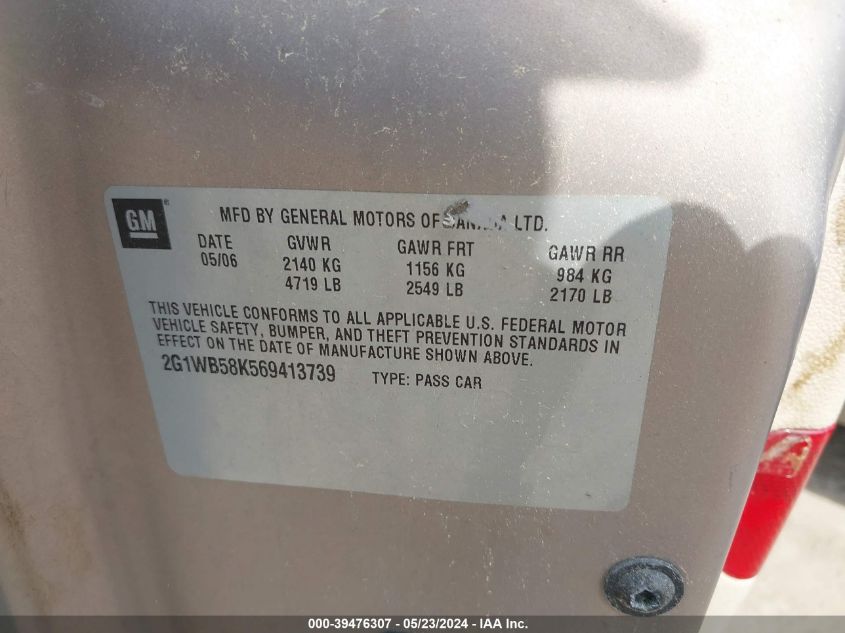 GM
MFD BY GENERAL MOTORS OF CANADA LTD.
DATE GVWR GAWR FRT GAWR RR
05/06 2140 KG 1156 KG 984 KG
4719 LB 2549 LB 2170 LB
THIS VEHICLE CONFORMS TO ALL APPLICABLE U.S. FEDERAL MOTOR
VEHICLE SAFETY, BUMPER, AND THEFT PREVENTION STANDARDS IN
EFFECT ON THE DATE OF MANUFACTURE SHOWN ABOVE.
2G1WB58K569413739 TYPE: PASS CAR
000-39476307 - 05/23/2024 - IAA Inc.